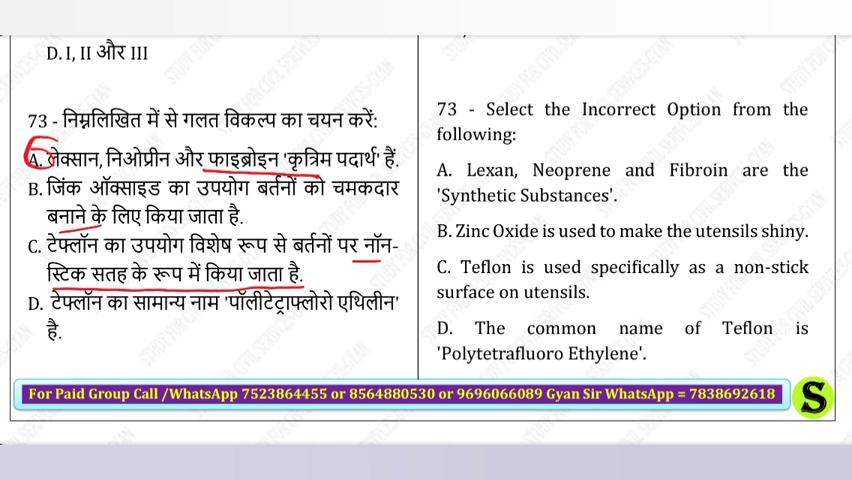 D. I, II और III
73 - निम्नलिखित में से गलत विकल्प का चयन करें:
A. लेक्सान, निओप्रीन और फाइब्रोइन 'कृत्रिम पदार्थ' हैं.
B. जिंक ऑक्साइड का उपयोग बर्तनों को चमकदार
बनाने के लिए किया जाता है.
C. टेफ्लॉन का उपयोग विशेष रूप से बर्तनों पर नॉन-
स्टिक सतह के रूप में किया जाता है.
D. टेफ्लॉन का सामान्य नाम 'पॉलीटेट्राफ्लोरो एथिलीन'
है.
73 - Select the Incorrect Option from the
following:
A. Lexan, Neoprene and Fibroin are the
'Synthetic Substances'.
B. Zinc Oxide is used to make the utensils shiny.
C. Teflon is used specifically as a non-stick
surface on utensils.
D. The common name of Teflon is
'Polytetrafluoro Ethylene'.
For Paid Group Call /WhatsApp 7523864455 or 8564880530 or 9696066089 Gyan Sir WhatsApp = 7838692618
S